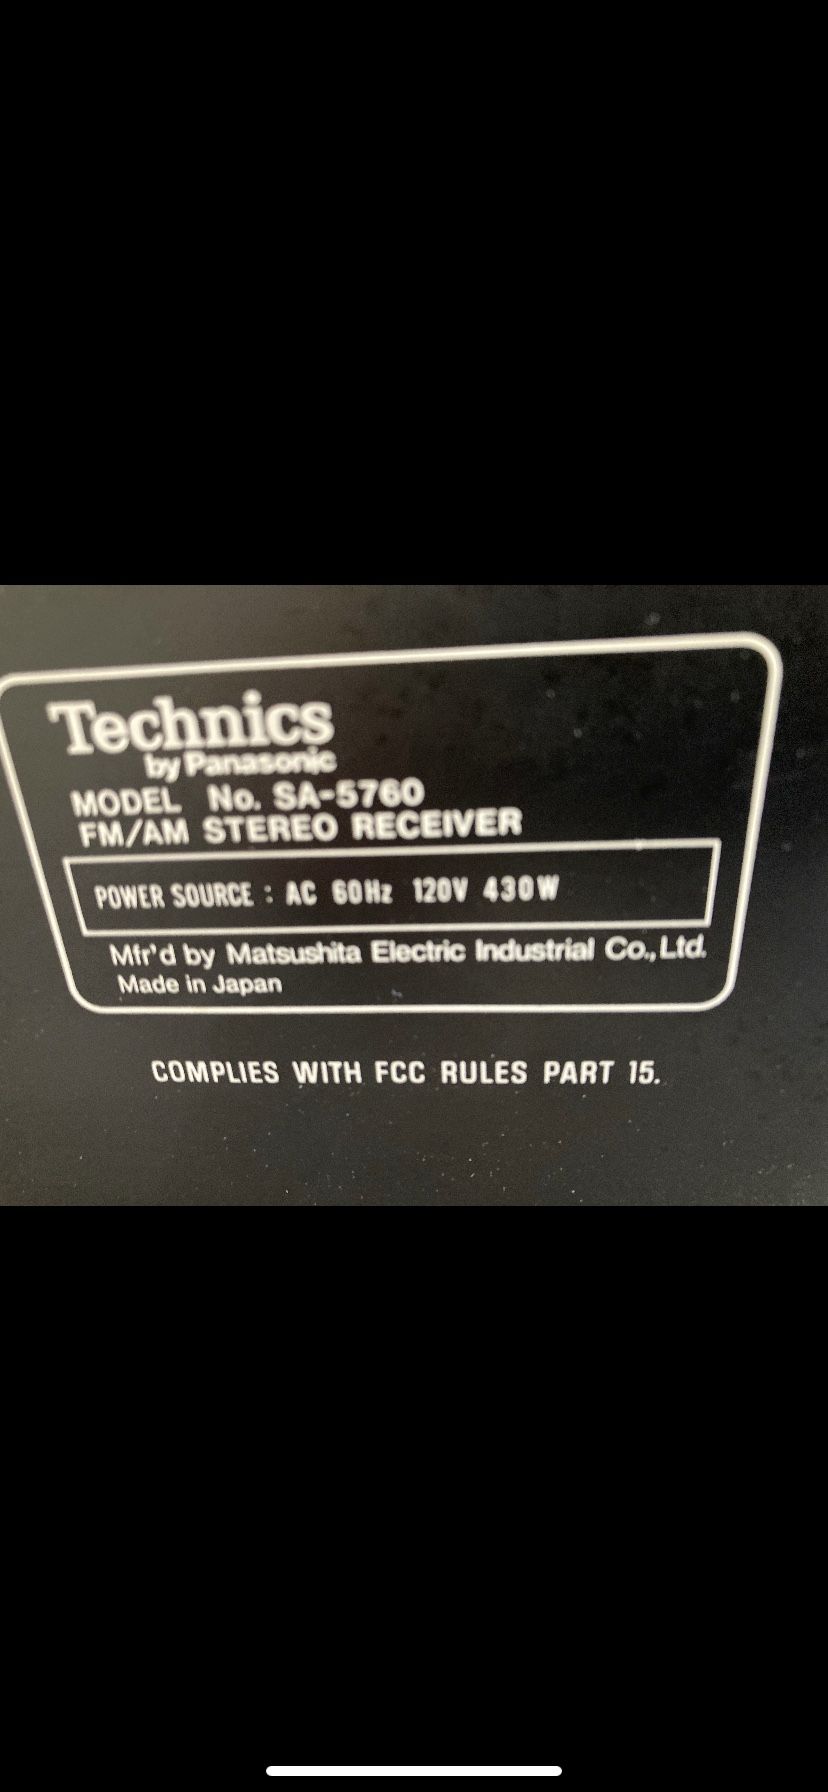 Technics
by Panasonic
MODEL No. SA-5760
FM/AM STEREO RECEIVER
POWER SOURCE : AC 60Hz 120V 430W
Mfr'd by Matsushita Electric Industrial Co., Ltd.
Made in Japan
COMPLIES WITH FCC RULES PART 15.